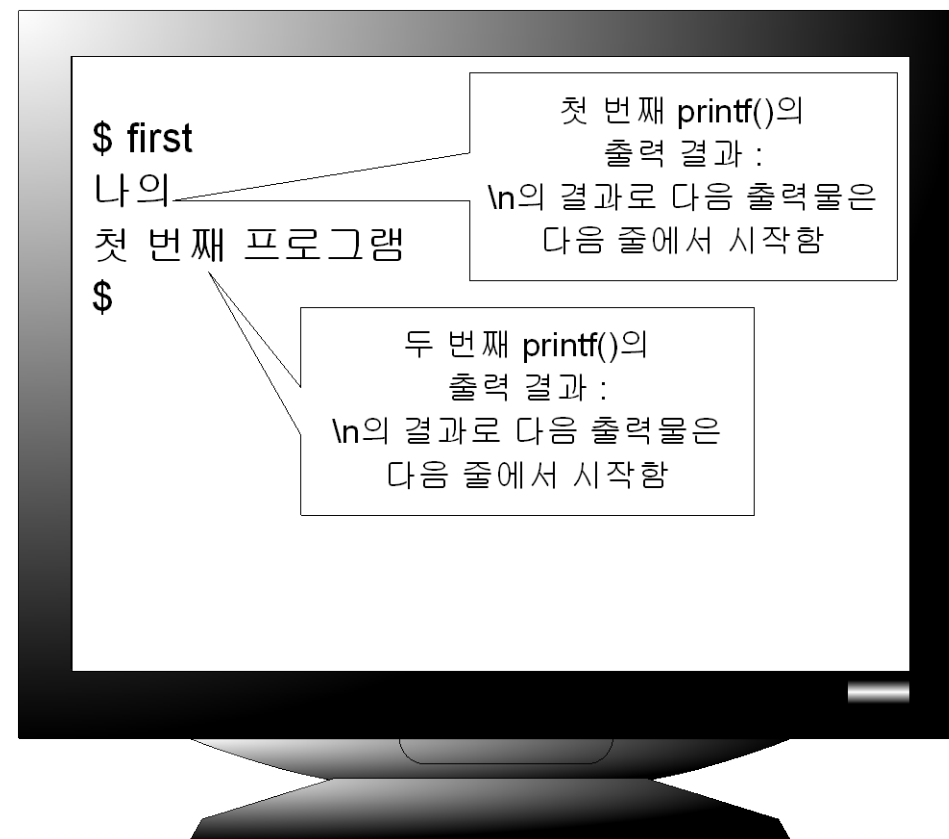 $ first
나의
첫 번째 프로그램
$
첫 번째 printf()의
출력 결과 :
\n의 결과로 다음 출력물은
다음 줄에서 시작함
두 번째 printf()의
출력 결과 :
\n의 결과로 다음 출력물은
다음 줄에서 시작함